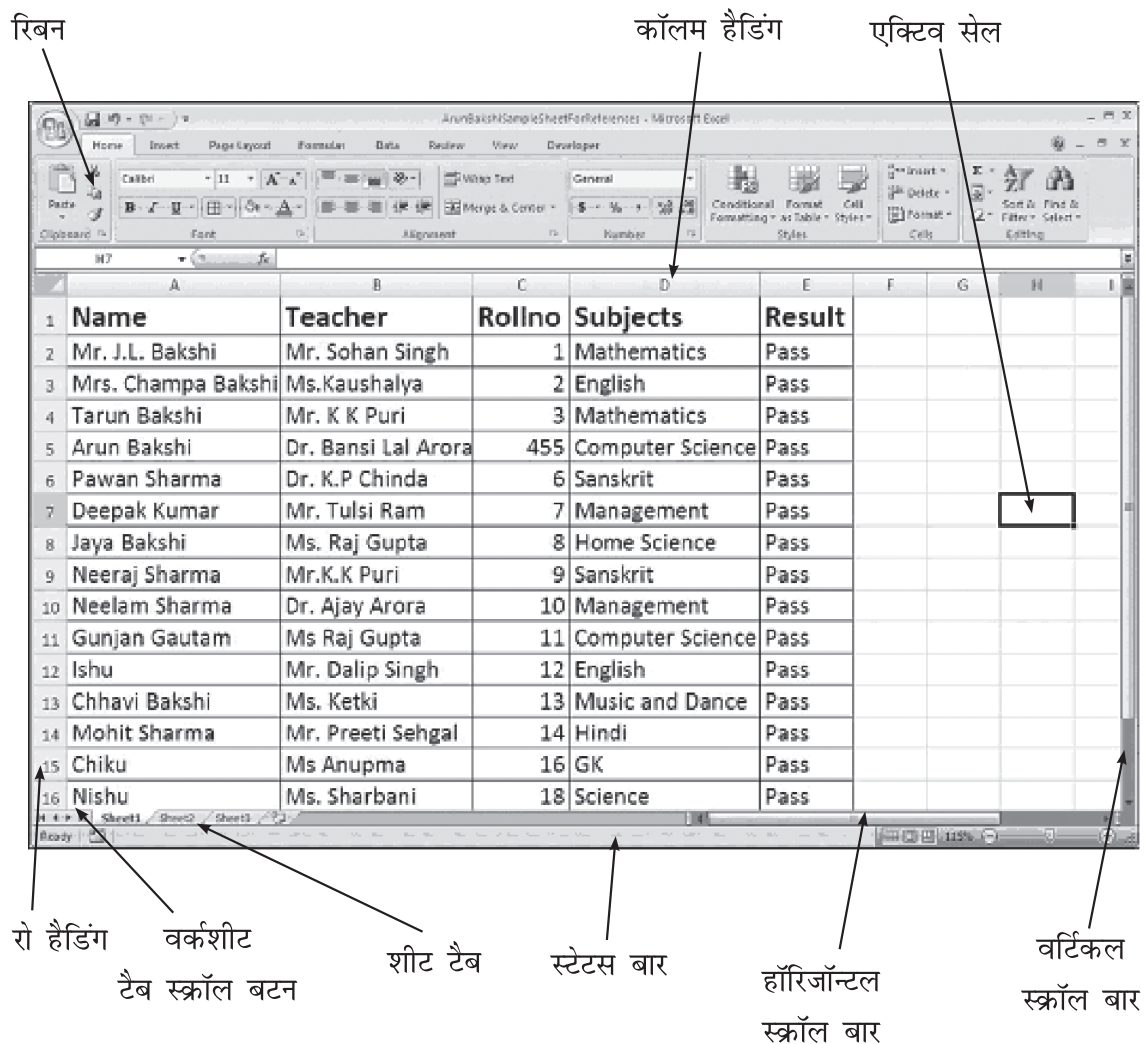 रिबन
कॉलम हैडिंग
एक्टिव सेल
ArunBakshiSampleSheetForReferences - Microsoft Excel
Home Insert Page Layout Formulas Data Review View Developer
Calibri 11 Wrap Text General Insert
Paste Conditional Format Cell Delete Sort & Find &
B I U Merge & Center $ % , Formatting as Table Styles Format Filter Select
Clipboard Font Alignment Number Styles Cells Editing
H7 fx
A B C D E F G H I
1 Name Teacher Rollno Subjects Result
2 Mr. J.L. Bakshi Mr. Sohan Singh 1 Mathematics Pass
3 Mrs. Champa Bakshi Ms.Kaushalya 2 English Pass
4 Tarun Bakshi Mr. K K Puri 3 Mathematics Pass
5 Arun Bakshi Dr. Bansi Lal Arora 455 Computer Science Pass
6 Pawan Sharma Dr. K.P Chinda 6 Sanskrit Pass
7 Deepak Kumar Mr. Tulsi Ram 7 Management Pass
8 Jaya Bakshi Ms. Raj Gupta 8 Home Science Pass
9 Neeraj Sharma Mr.K.K Puri 9 Sanskrit Pass
10 Neelam Sharma Dr. Ajay Arora 10 Management Pass
11 Gunjan Gautam Ms Raj Gupta 11 Computer Science Pass
12 Ishu Mr. Dalip Singh 12 English Pass
13 Chhavi Bakshi Ms. Ketki 13 Music and Dance Pass
14 Mohit Sharma Mr. Preeti Sehgal 14 Hindi Pass
15 Chiku Ms Anupma 16 GK Pass
16 Nishu Ms. Sharbani 18 Science Pass
Sheet1 Sheet2 Sheet3
Ready 115%
रो हैडिंग
वर्कशीट
टैब स्क्रॉल बटन
शीट टैब
स्टेटस बार
हॉरिजॉन्टल
स्क्रॉल बार
वर्टिकल
स्क्रॉल बार